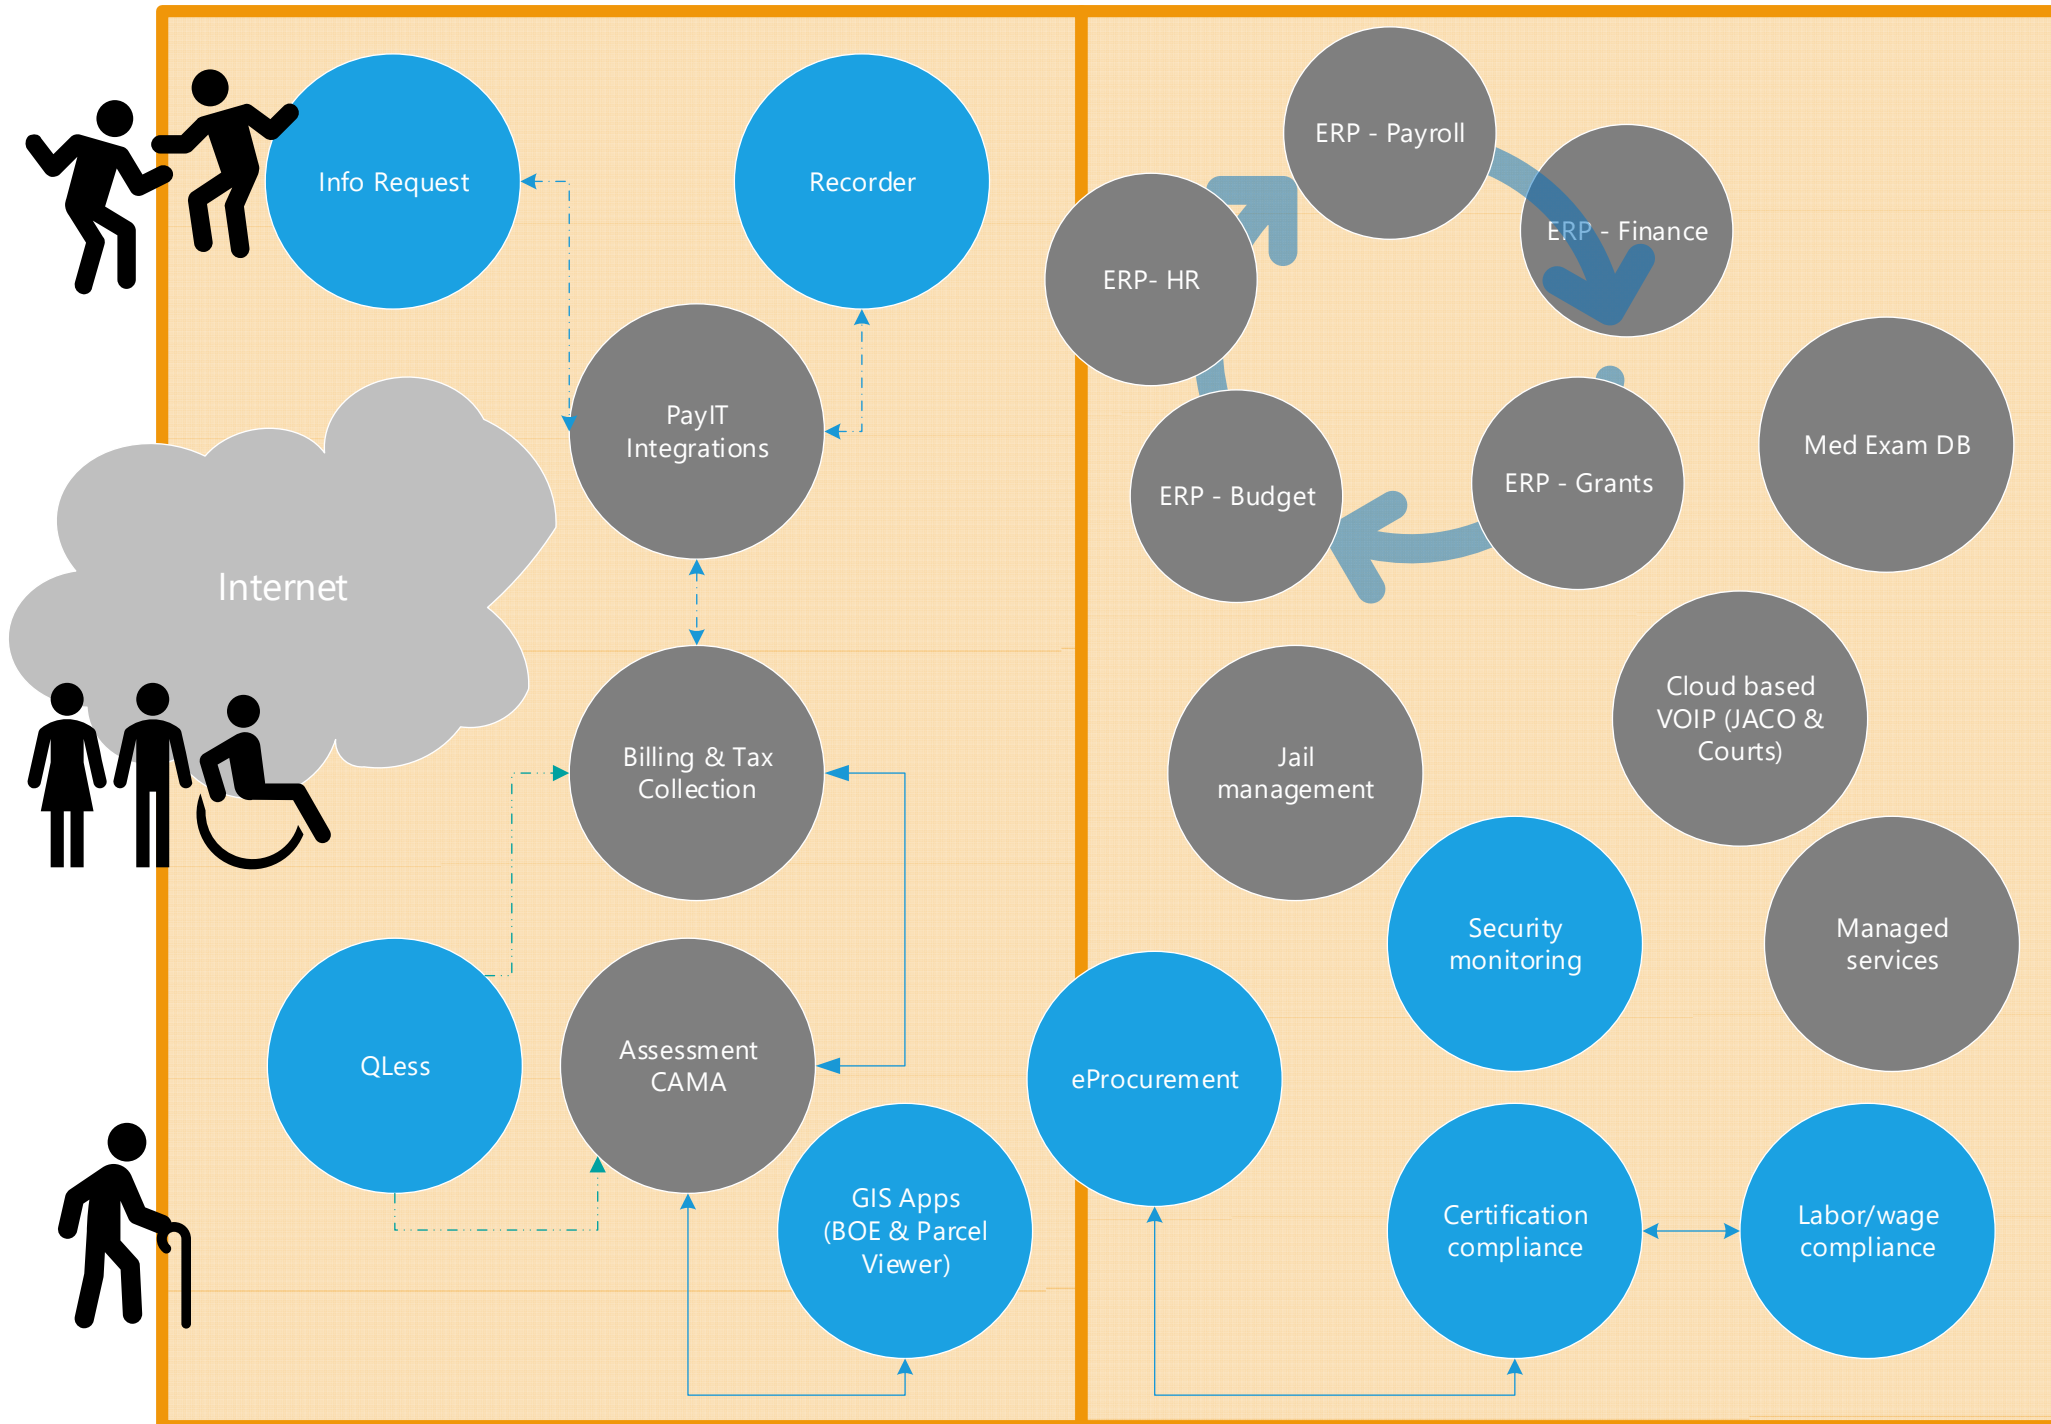 Info Request
Recorder
PayIT
Integrations
Internet
Billing & Tax
Collection
QLess
Assessment
CAMA
GIS Apps
(BOE & Parcel
Viewer)
ERP - Payroll
ERP - Finance
ERP- HR
ERP - Budget
ERP - Grants
Med Exam DB
Cloud based
VOIP (JACO &
Courts)
Jail
management
Security
monitoring
Managed
services
eProcurement
Certification
compliance
Labor/wage
compliance